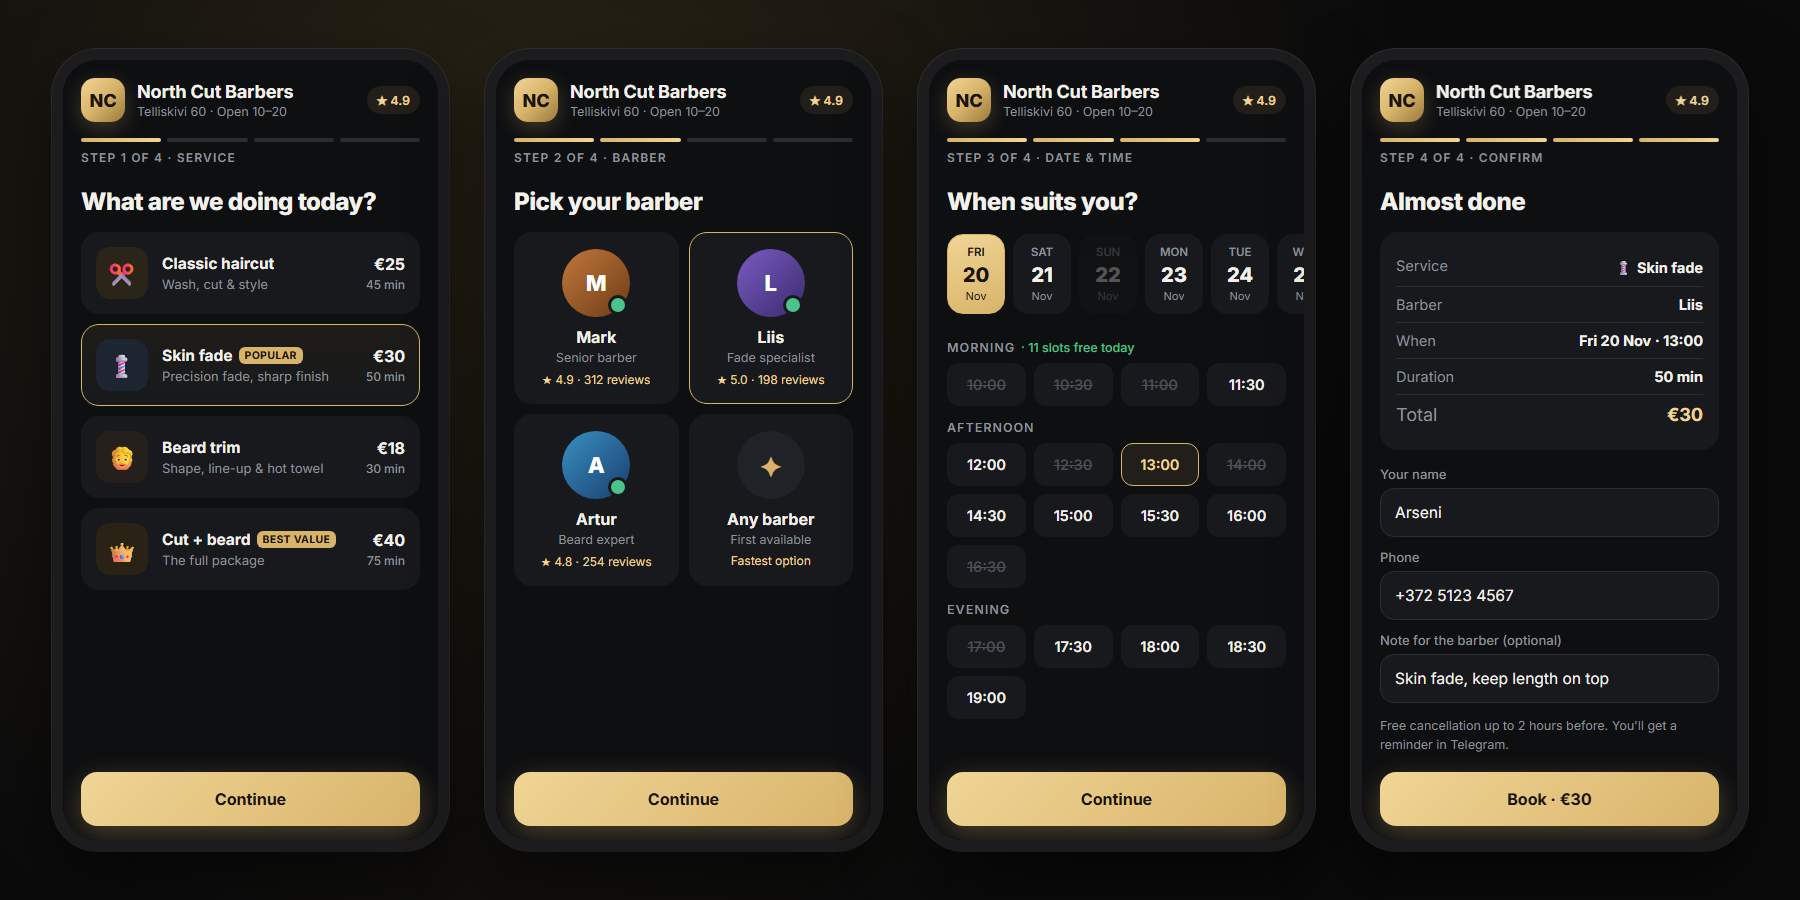 NC North Cut Barbers ★ 4.9
Telliskivi 60 · Open 10–20
STEP 1 OF 4 · SERVICE
What are we doing today?
Classic haircut €25
Wash, cut & style 45 min
Skin fade POPULAR €30
Precision fade, sharp finish 50 min
Beard trim €18
Shape, line-up & hot towel 30 min
Cut + beard BEST VALUE €40
The full package 75 min
Continue
NC North Cut Barbers ★ 4.9
Telliskivi 60 · Open 10–20
STEP 2 OF 4 · BARBER
Pick your barber
M
Mark
Senior barber
★ 4.9 · 312 reviews
L
Liis
Fade specialist
★ 5.0 · 198 reviews
A
Artur
Beard expert
★ 4.8 · 254 reviews
Any barber
First available
Fastest option
Continue
NC North Cut Barbers ★ 4.9
Telliskivi 60 · Open 10–20
STEP 3 OF 4 · DATE & TIME
When suits you?
FRI SAT SUN MON TUE W
20 21 22 23 24 2
Nov Nov Nov Nov Nov N
MORNING · 11 slots free today
10:00 10:30 11:00 11:30
AFTERNOON
12:00 12:30 13:00 14:00
14:30 15:00 15:30 16:00
16:30
EVENING
17:00 17:30 18:00 18:30
19:00
Continue
NC North Cut Barbers ★ 4.9
Telliskivi 60 · Open 10–20
STEP 4 OF 4 · CONFIRM
Almost done
Service Skin fade
Barber Liis
When Fri 20 Nov · 13:00
Duration 50 min
Total €30
Your name
Arseni
Phone
+372 5123 4567
Note for the barber (optional)
Skin fade, keep length on top
Free cancellation up to 2 hours before. You'll get a
reminder in Telegram.
Book · €30